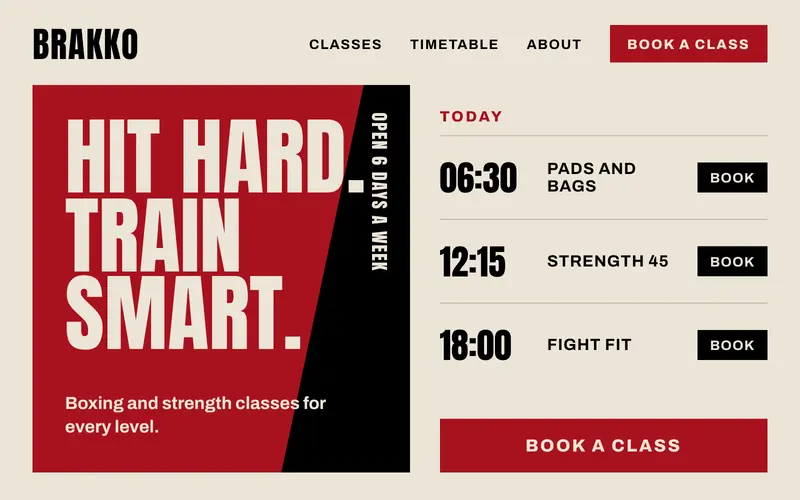 BRAKKO
CLASSES
TIMETABLE
ABOUT
BOOK A CLASS
HIT HARD.
TRAIN
SMART.
OPEN 6 DAYS A WEEK
Boxing and strength classes for
every level.
TODAY
06:30
PADS AND
BAGS
BOOK
12:15
STRENGTH 45
BOOK
18:00
FIGHT FIT
BOOK
BOOK A CLASS